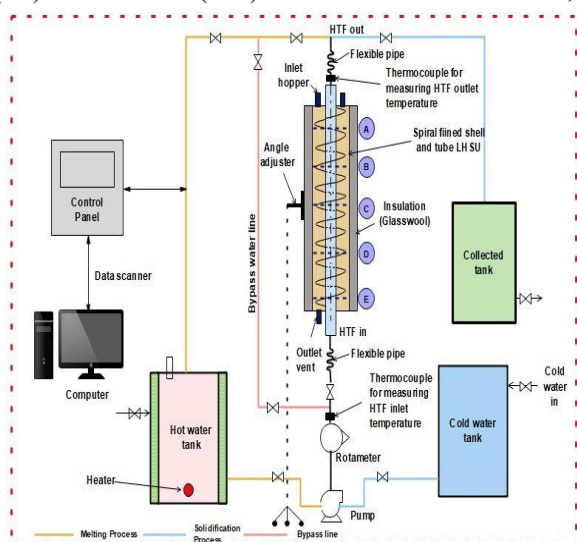 HTF out
Flexible pipe
Inlet
hopper
Thermocouple for
measuring HTF outlet
temperature
A
Spiral fiined shell
and tube LH SU
B
Angle
adjuster
Control
Panel
C
Insulation
(Glasswool)
Bypass water line
D
Collected
tank
Data scanner
E
HTF in
Outlet
vent
Flexible pipe
Computer
Cold
water
in
Thermocouple
for measuring
HTF inlet
temperature
Hot water
tank
Cold water
tank
Rotameter
Heater
Pump
Melting Process
Solidification
Process
Bypass line